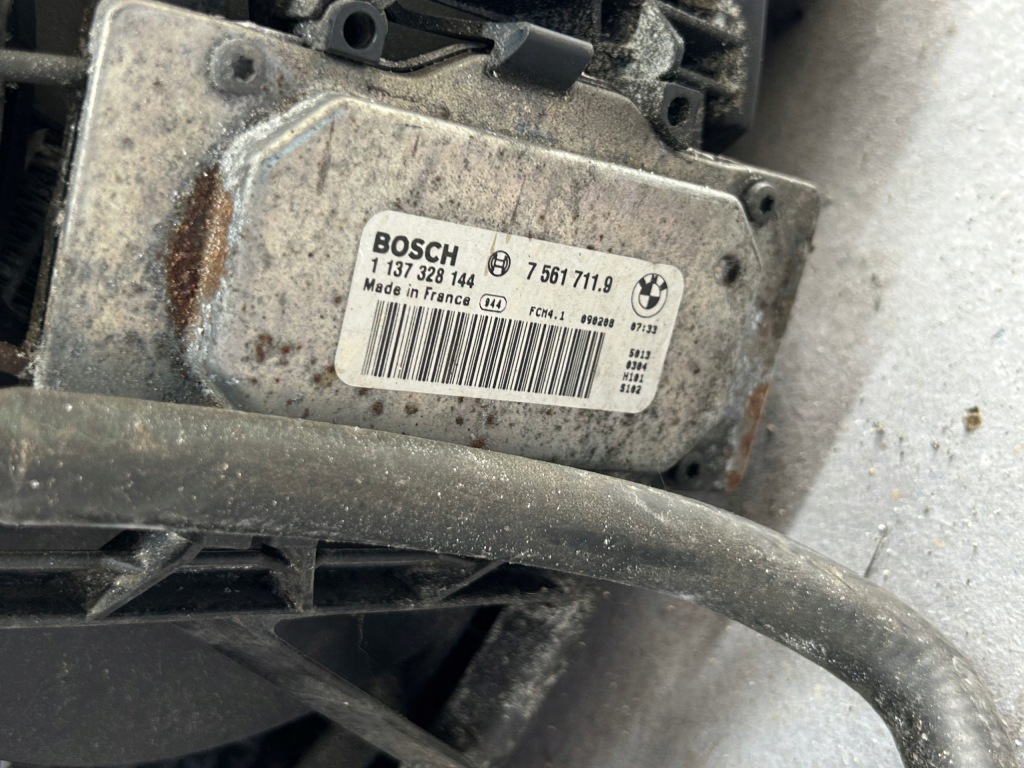 BOSCH 7 561 711.9
1 137 328 144
Made in France 944 FCM4.1 090208 07:33
5013
0304
H101
S102